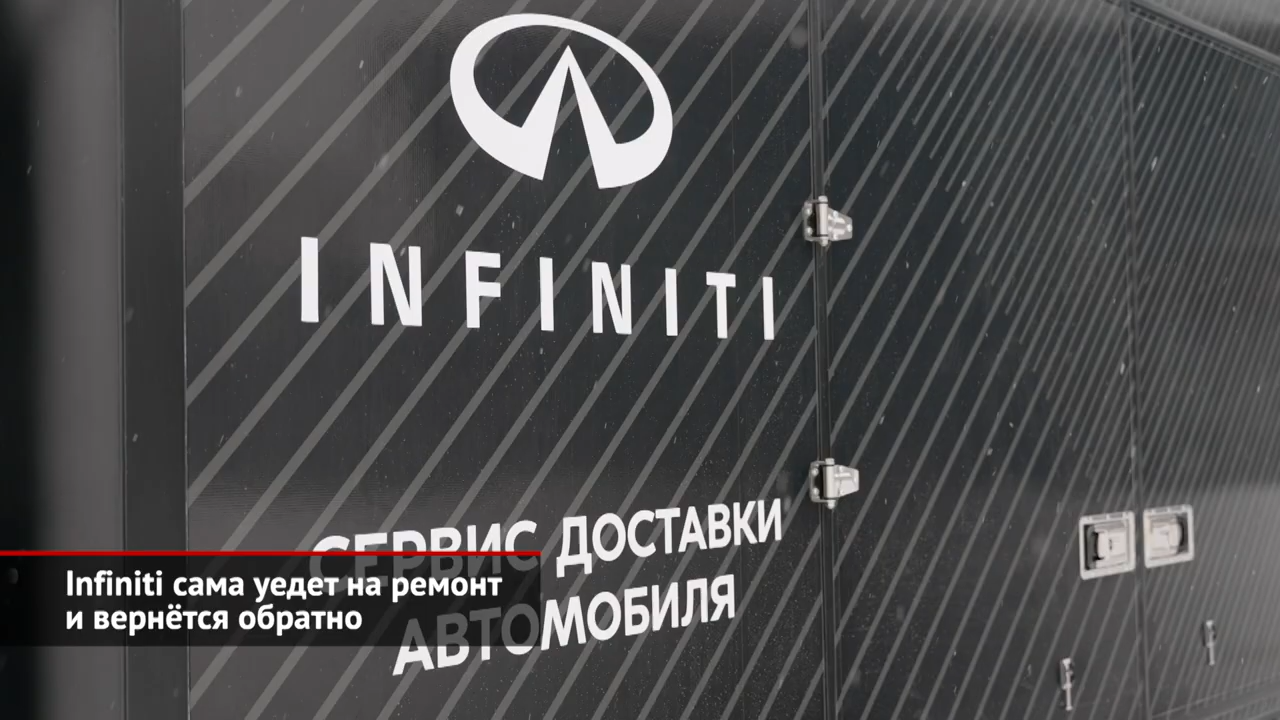 INFINITI
СЕРВИС ДОСТАВКИ
АВТОМОБИЛЯ
Infiniti сама уедет на ремонт
и вернётся обратно